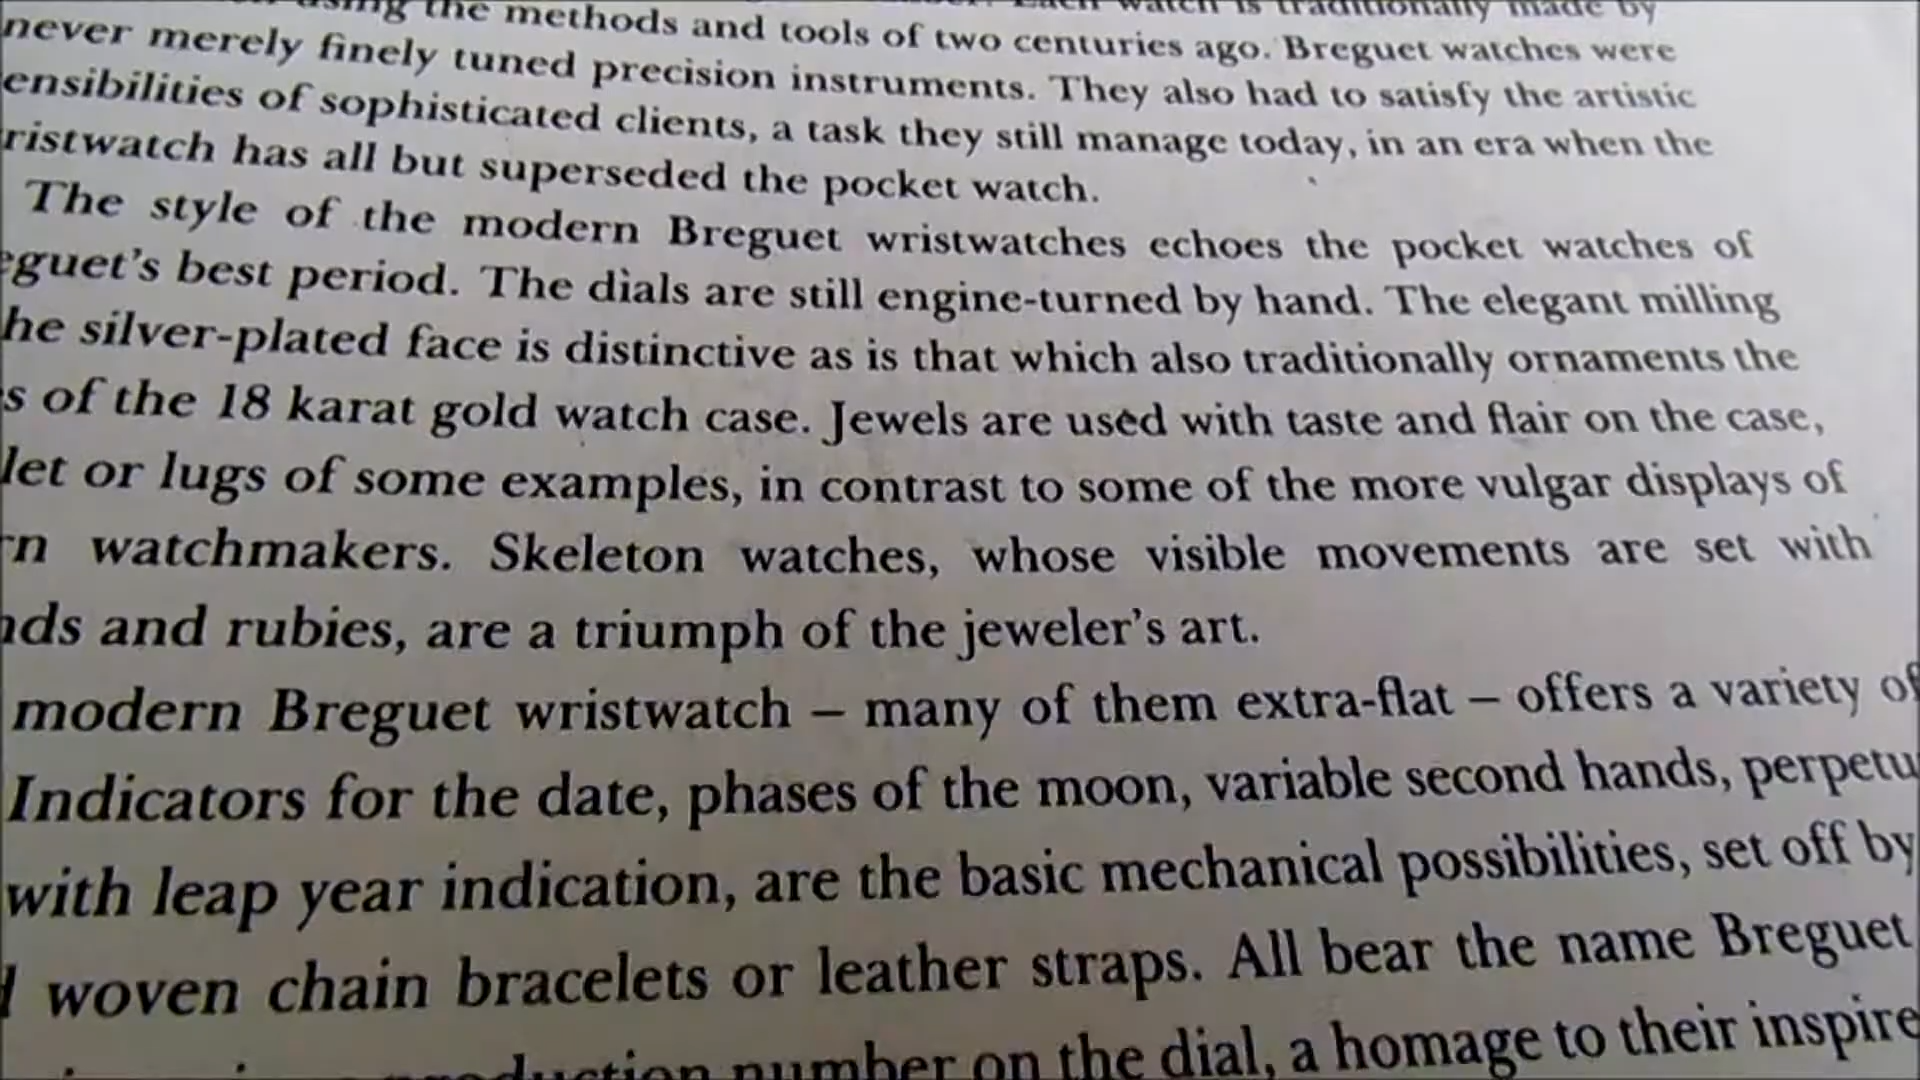 using the methods and tools of two centuries ago. Breguet watches were
never merely finely tuned precision instruments. They also had to satisfy the artistic
ensibilities of sophisticated clients, a task they still manage today, in an era when the
ristwatch has all but superseded the pocket watch.
The style of the modern Breguet wristwatches echoes the pocket watches of
eguet's best period. The dials are still engine-turned by hand. The elegant milling
he silver-plated face is distinctive as is that which also traditionally ornaments the
s of the 18 karat gold watch case. Jewels are used with taste and flair on the case,
let or lugs of some examples, in contrast to some of the more vulgar displays of
rn watchmakers. Skeleton watches, whose visible movements are set with
nds and rubies, are a triumph of the jeweler's art.
modern Breguet wristwatch – many of them extra-flat – offers a variety of
Indicators for the date, phases of the moon, variable second hands, perpetu
with leap year indication, are the basic mechanical possibilities, set off by
d woven chain bracelets or leather straps. All bear the name Breguet
production number on the dial, a homage to their inspire